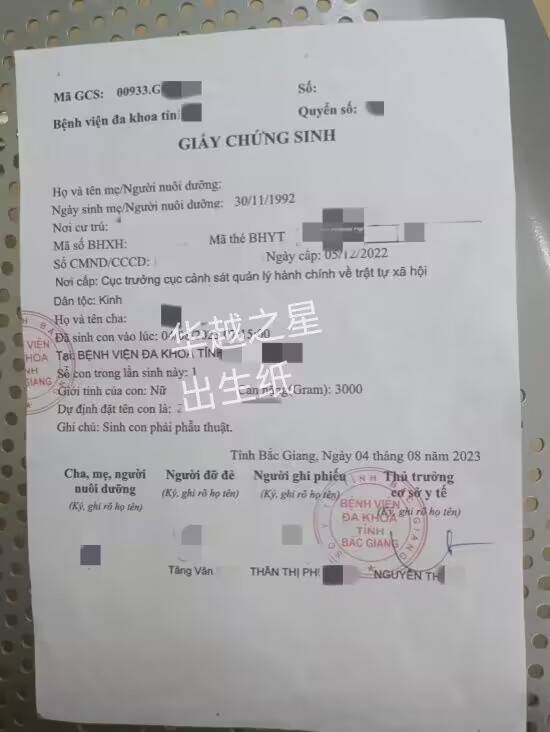 Mã GCS: 00933.G
Số:
Bệnh viện đa khoa tỉn
Quyển số:
GIẤY CHỨNG SINH
Họ và tên mẹ/Người nuôi dưỡng:
Ngày sinh mẹ/Người nuôi dưỡng: 30/11/1992
Nơi cư trú:
Mã số BHXH:
Mã thẻ BHYT
Số CMND/CCCD:
Ngày cấp: 05/12/2022
Nơi cấp: Cục trưởng cục cảnh sát quản lý hành chính về trật tự xã hội
Dân tộc: Kinh
Họ và tên cha:
Đã sinh con vào lúc:
Tại: BỆNH VIỆN ĐA KHOA TỈNH
Số con trong lần sinh này: 1
Giới tính của con: Nữ
Cân nặng(Gram): 3000
Dự định đặt tên con là:
Ghi chú: Sinh con phải phẫu thuật.
华越之星
出生纸
VIỆN
KHOA
NH
GIANG
Tỉnh Bắc Giang, Ngày 04 tháng 08 năm 2023
Cha, mẹ, người nuôi dưỡng
(Ký, ghi rõ họ tên)
Người đỡ đẻ
(Ký, ghi rõ họ tên)
Người ghi phiếu
(Ký, ghi rõ họ tên)
Thủ trưởng cơ sở y tế
(Ký, ghi rõ họ tên)
BỆNH VIỆN
ĐA KHOA
TỈNH
BẮC GIANG
Tăng Văn
THÂN THỊ PH
NGUYỄN TH